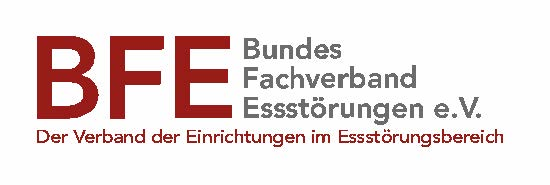 BFE
Bundes
Fachverband
Essstörungen e.V.
Der Verband der Einrichtungen im Essstörungsbereich